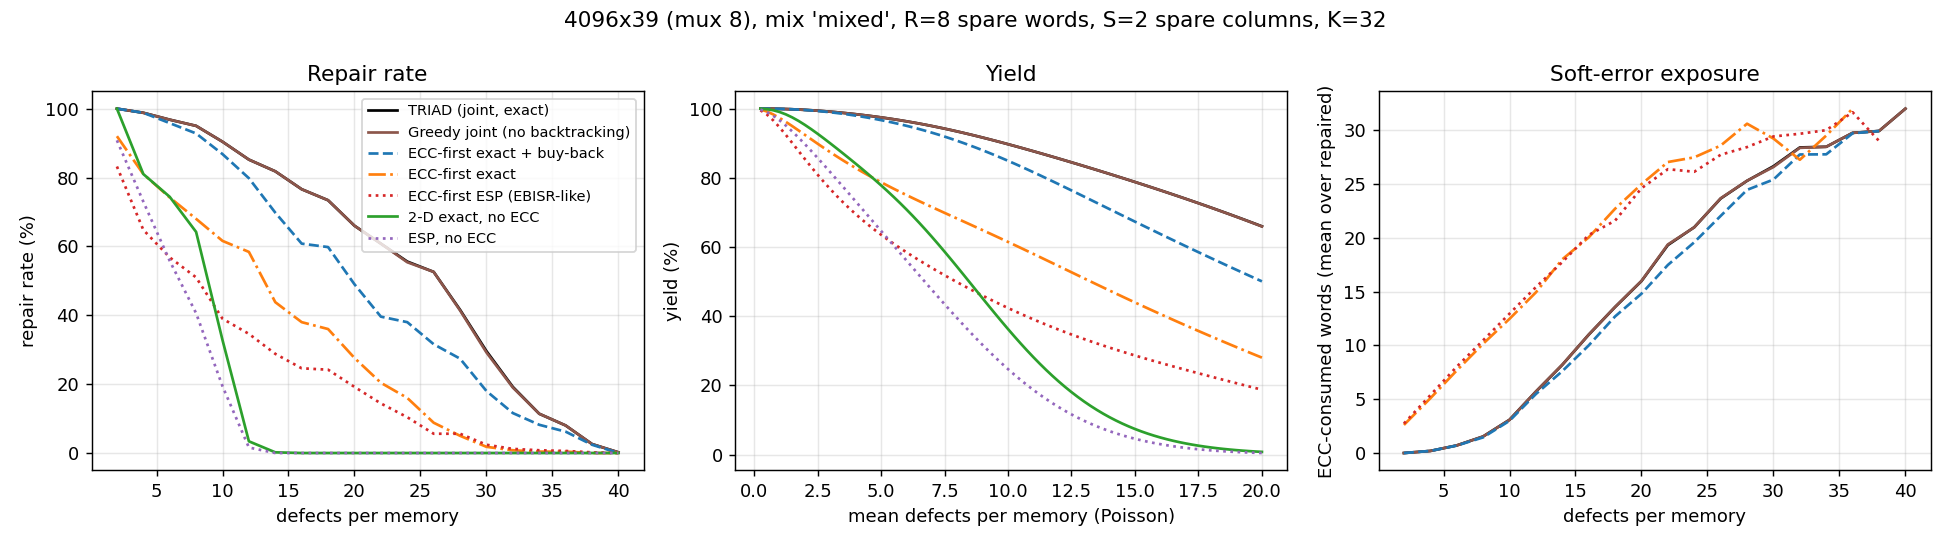 4096x39 (mux 8), mix 'mixed', R=8 spare words, S=2 spare columns, K=32
Repair rate
repair rate (%)
100
80
60
40
20
0
TRIAD (joint, exact)
Greedy joint (no backtracking)
ECC-first exact + buy-back
ECC-first exact
ECC-first ESP (EBISR-like)
2-D exact, no ECC
ESP, no ECC
5 10 15 20 25 30 35 40
defects per memory
Yield
yield (%)
100
80
60
40
20
0
0.0 2.5 5.0 7.5 10.0 12.5 15.0 17.5 20.0
mean defects per memory (Poisson)
Soft-error exposure
ECC-consumed words (mean over repaired)
30
25
20
15
10
5
0
5 10 15 20 25 30 35 40
defects per memory